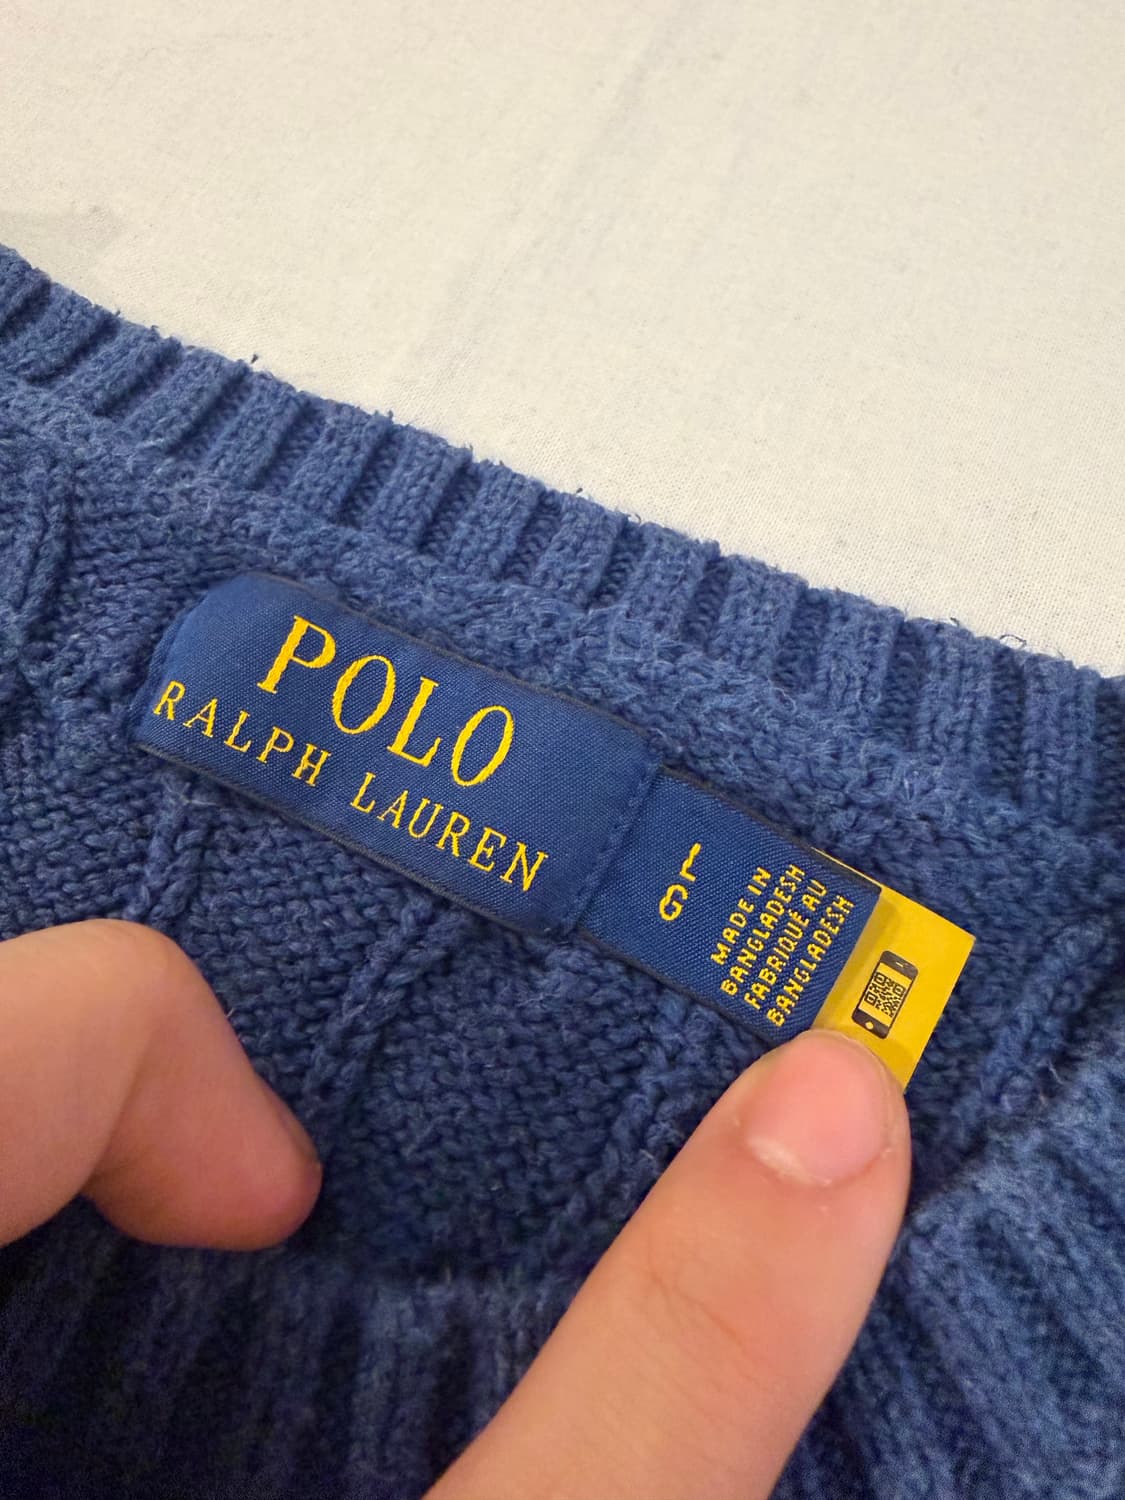 POLO
RALPH LAUREN
L
G
MADE IN
BANGLADESH
FABRIQUÉ AU
BANGLADESH